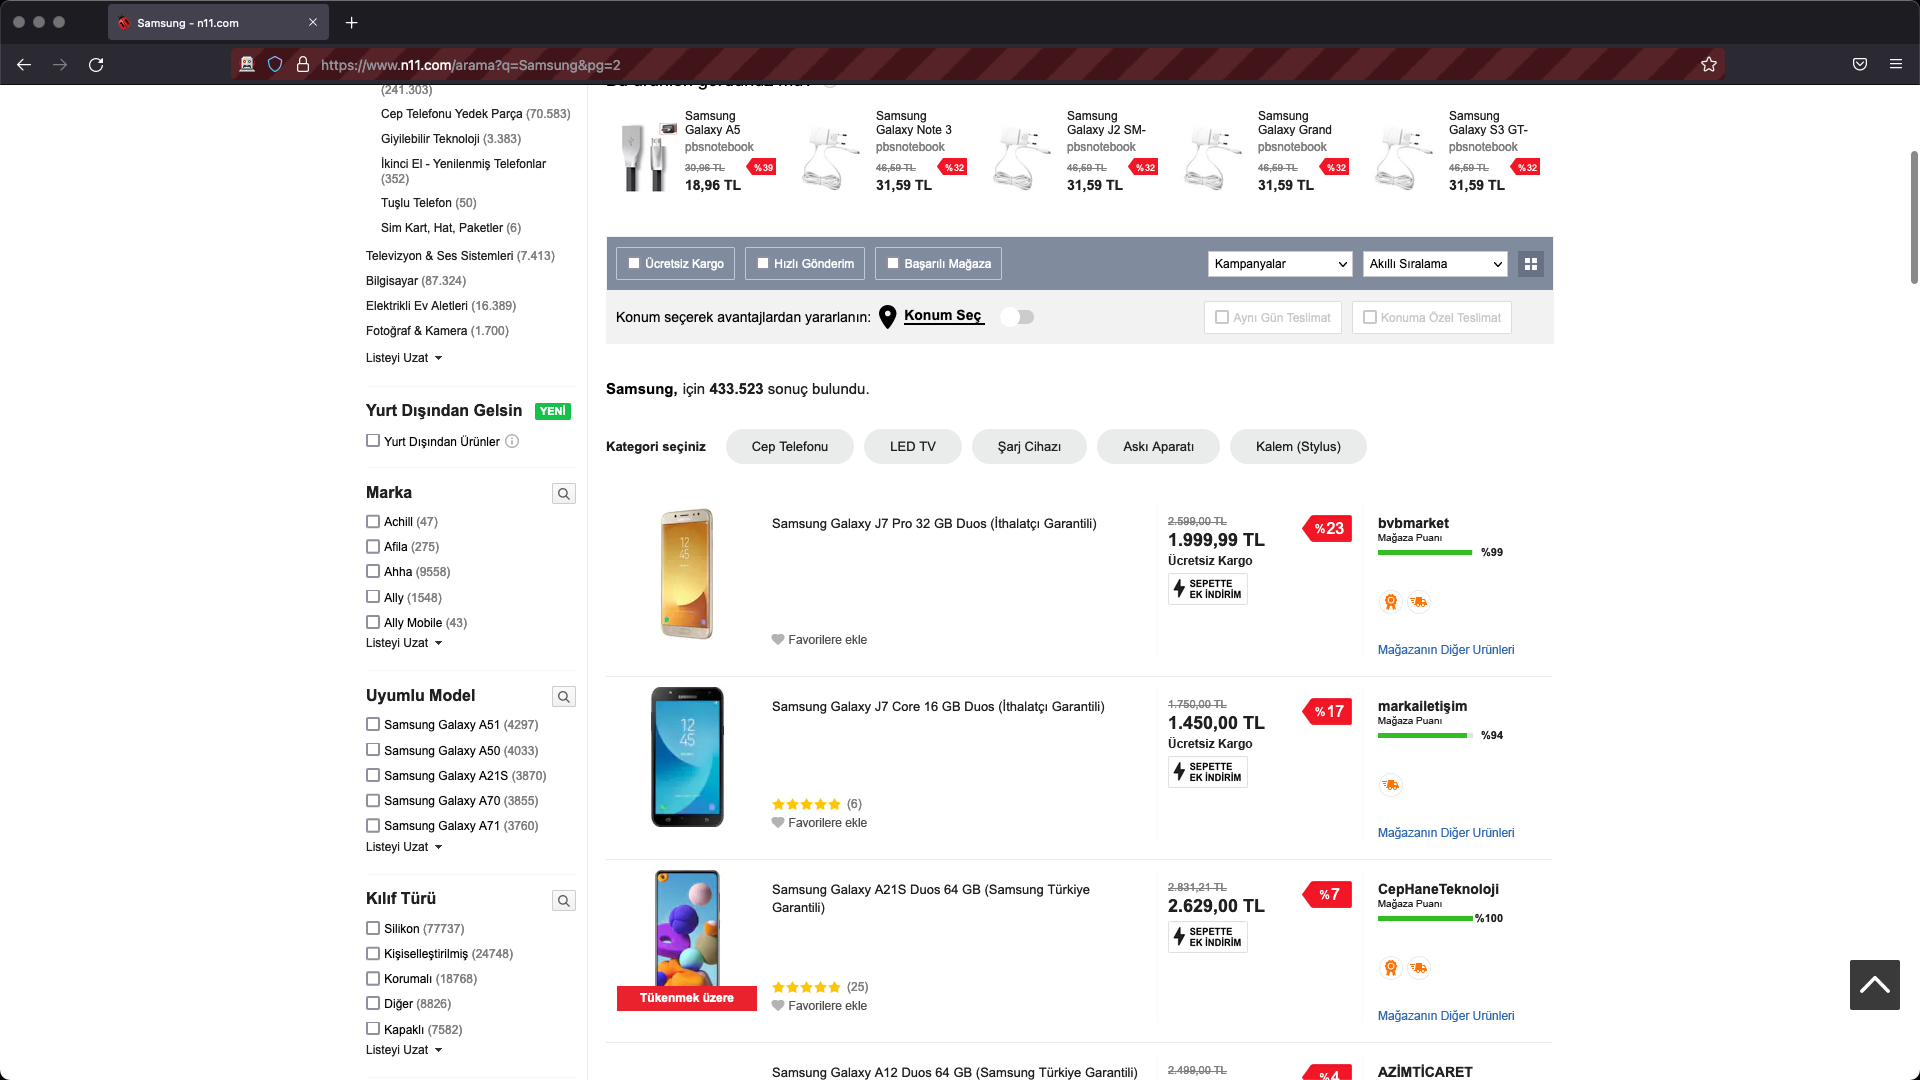 Samsung - n11.com
https://www.n11.com/arama?q=Samsung&pg=2
(241.303)
Cep Telefonu Yedek Parça (70.583)
Giyilebilir Teknoloji (3.383)
İkinci El - Yenilenmiş Telefonlar
(352)
Tuşlu Telefon (50)
Sim Kart, Hat, Paketler (6)
Televizyon & Ses Sistemleri (7.413)
Bilgisayar (87.324)
Elektrikli Ev Aletleri (16.389)
Fotoğraf & Kamera (1.700)
Listeyi Uzat
Yurt Dışından Gelsin YENİ
Yurt Dışından Ürünler
Marka
Achill (47)
Afila (275)
Ahha (9558)
Ally (1548)
Ally Mobile (43)
Listeyi Uzat
Uyumlu Model
Samsung Galaxy A51 (4297)
Samsung Galaxy A50 (4033)
Samsung Galaxy A21S (3870)
Samsung Galaxy A70 (3855)
Samsung Galaxy A71 (3760)
Listeyi Uzat
Kılıf Türü
Silikon (77737)
Kişiselleştirilmiş (24748)
Korumalı (18768)
Diğer (8826)
Kapaklı (7582)
Listeyi Uzat
Samsung
Galaxy A5
pbsnotebook
30,96 TL %39
18,96 TL
Samsung
Galaxy Note 3
pbsnotebook
46,59 TL %32
31,59 TL
Samsung
Galaxy J2 SM-
pbsnotebook
46,59 TL %32
31,59 TL
Samsung
Galaxy Grand
pbsnotebook
46,59 TL %32
31,59 TL
Samsung
Galaxy S3 GT-
pbsnotebook
46,59 TL %32
31,59 TL
Ücretsiz Kargo Hızlı Gönderim Başarılı Mağaza Kampanyalar Akıllı Sıralama
Konum seçerek avantajlardan yararlanın: Konum Seç Aynı Gün Teslimat Konuma Özel Teslimat
Samsung, için 433.523 sonuç bulundu.
Kategori seçiniz Cep Telefonu LED TV Şarj Cihazı Askı Aparatı Kalem (Stylus)
Samsung Galaxy J7 Pro 32 GB Duos (İthalatçı Garantili)
Favorilere ekle
2.599,00 TL
1.999,99 TL
Ücretsiz Kargo
SEPETTE
EK İNDİRİM
%23
bvbmarket
Mağaza Puanı
%99
Mağazanın Diğer Ürünleri
Samsung Galaxy J7 Core 16 GB Duos (İthalatçı Garantili)
(6)
Favorilere ekle
1.750,00 TL
1.450,00 TL
Ücretsiz Kargo
SEPETTE
EK İNDİRİM
%17
markailetişim
Mağaza Puanı
%94
Mağazanın Diğer Ürünleri
Tükenmek üzere
Samsung Galaxy A21S Duos 64 GB (Samsung Türkiye
Garantili)
(25)
Favorilere ekle
2.831,21 TL
2.629,00 TL
SEPETTE
EK İNDİRİM
%7
CepHaneTeknoloji
Mağaza Puanı
%100
Mağazanın Diğer Ürünleri
Samsung Galaxy A12 Duos 64 GB (Samsung Türkiye Garantili)
2.499,00 TL
%4
AZİMTİCARET